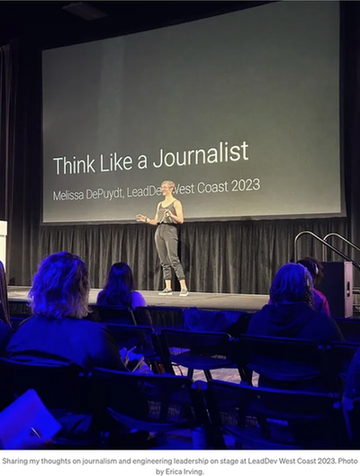 Think Like a Journalist
Melissa DePuydt, LeadDev West Coast 2023
Sharing my thoughts on journalism and engineering leadership on stage at LeadDev West Coast 2023. Photo
by Erica Irving.